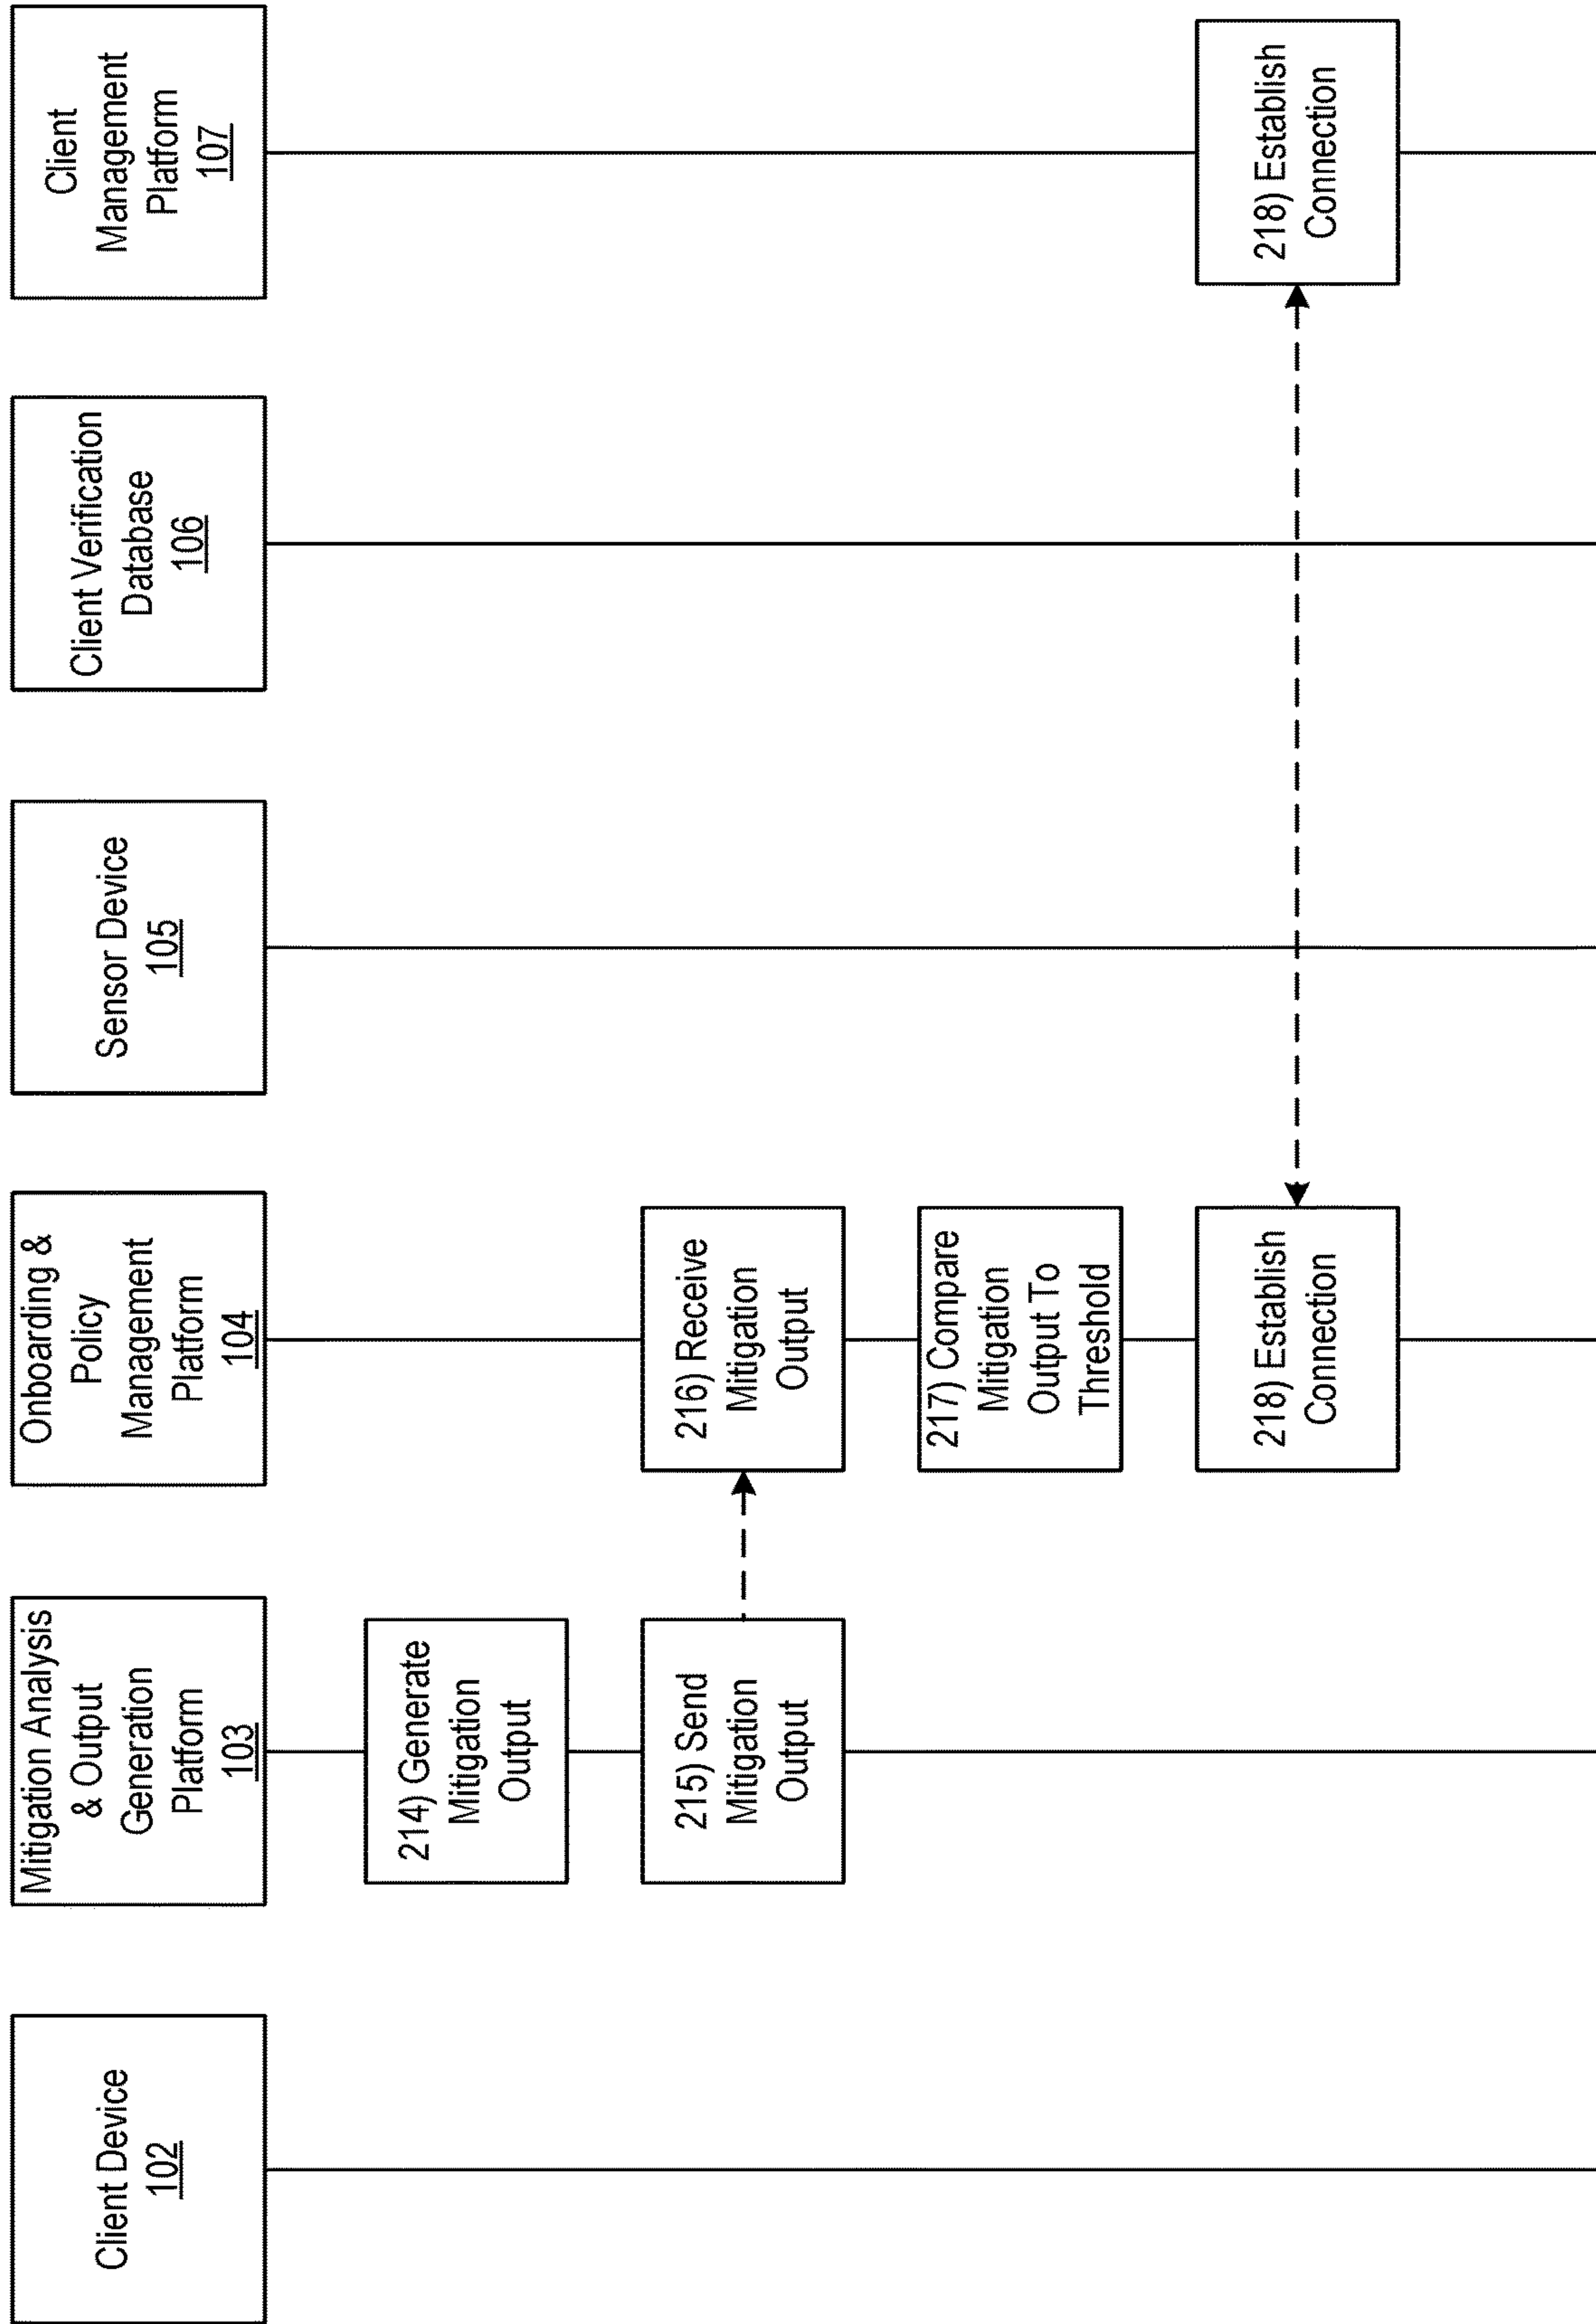 Client Device
102
Mitigation Analysis
& Output
Generation
Platform
103
Onboarding &
Policy
Management
Platform
104
Sensor Device
105
Client Verification
Database
106
Client
Management
Platform
107
214) Generate
Mitigation
Output
215) Send
Mitigation
Output
216) Receive
Mitigation
Output
217) Compare
Mitigation
Output To
Threshold
218) Establish
Connection
218) Establish
Connection